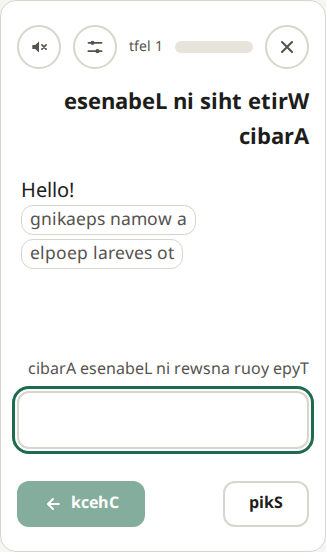 tfel 1
esenabeL ni siht etirW
cibarA
Hello!
gnikaeps namow a
elpoep lareves ot
cibarA esenabeL ni rewsna ruoy epyT
kcehC
pikS